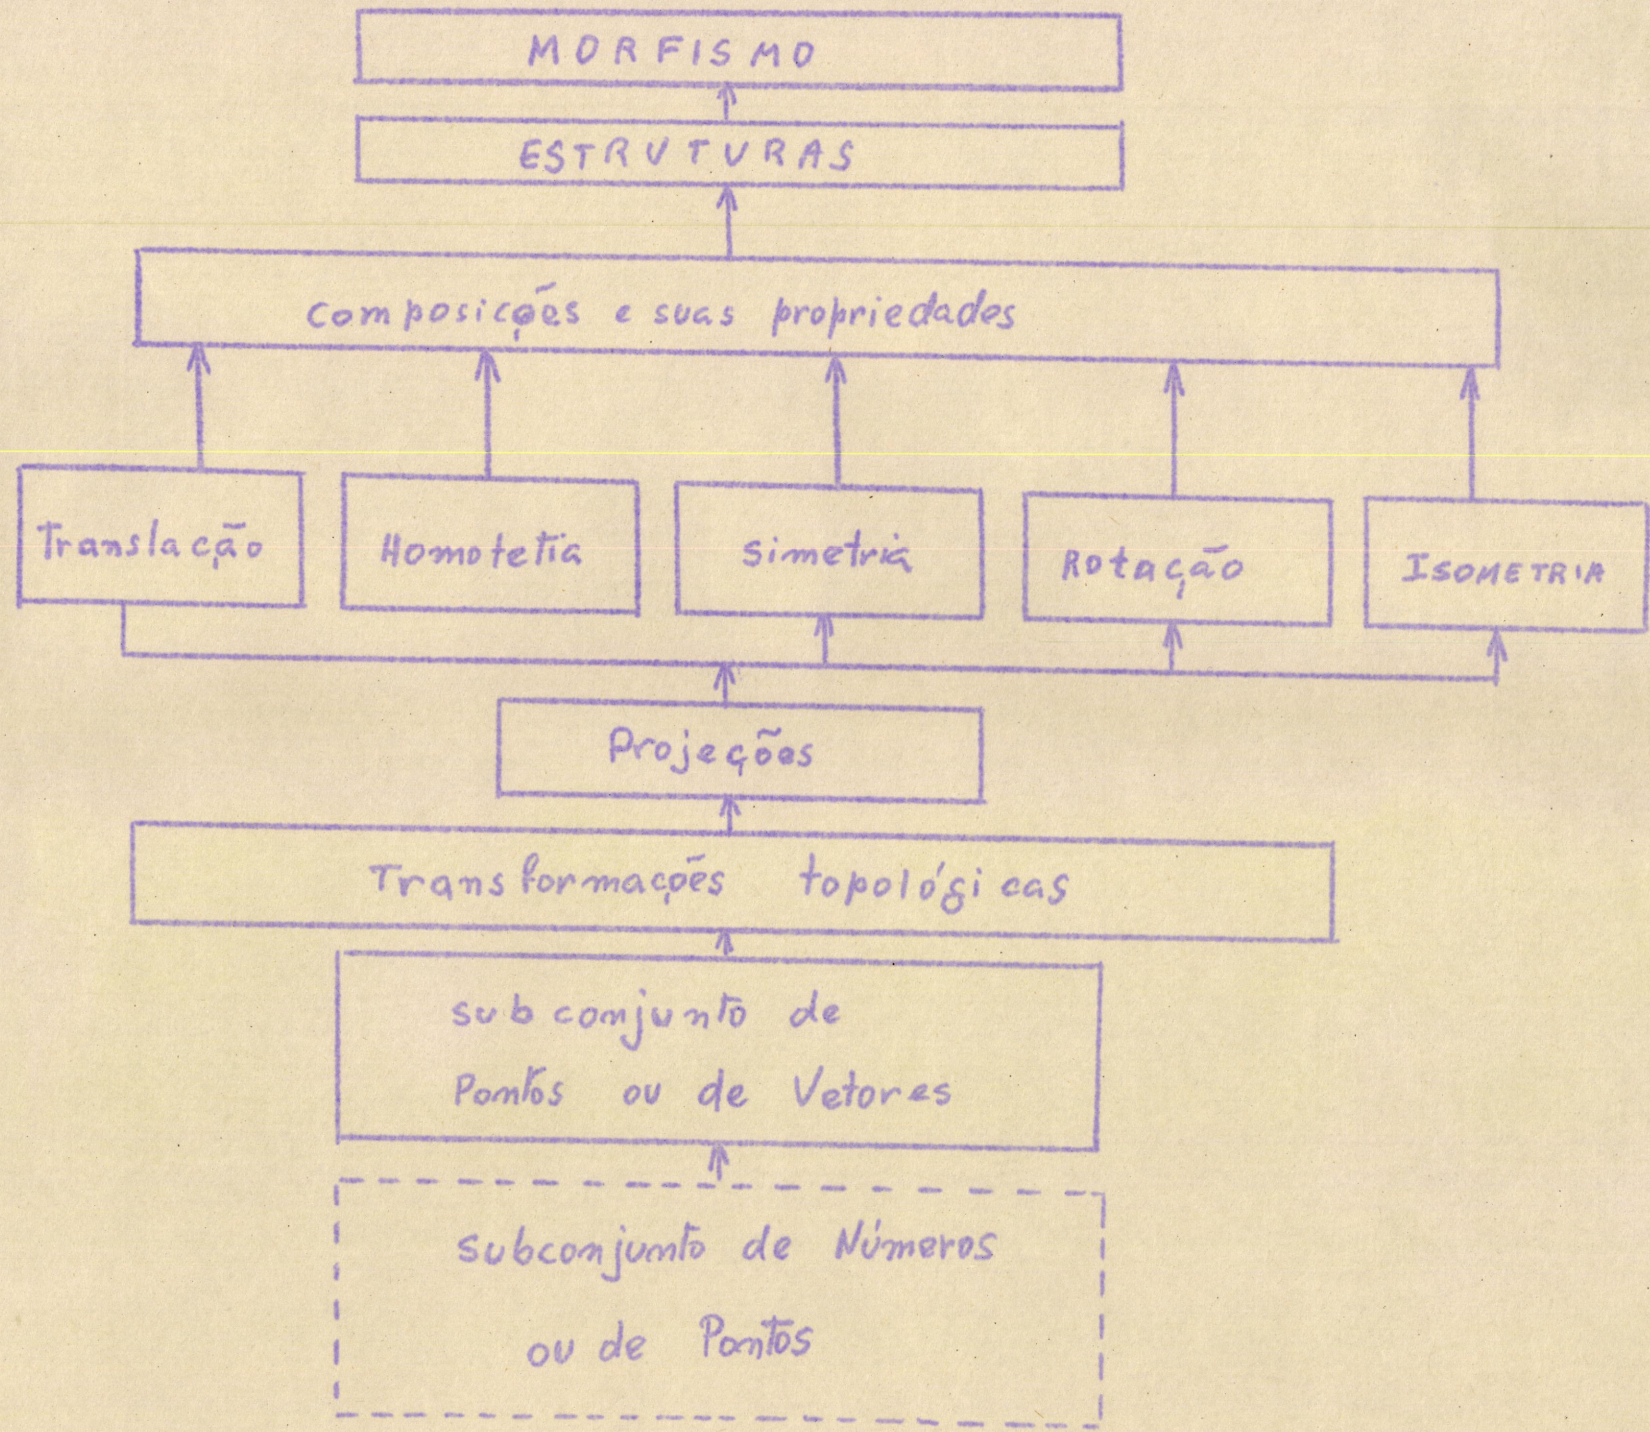 MORFISMO
ESTRUTURAS
Composições e suas propriedades
Translação Homotetia Simetria Rotação ISOMETRIA
Projeções
Transformações topológicas
subconjunto de
Pontos ou de Vetores
subconjunto de Números
ou de Pontos